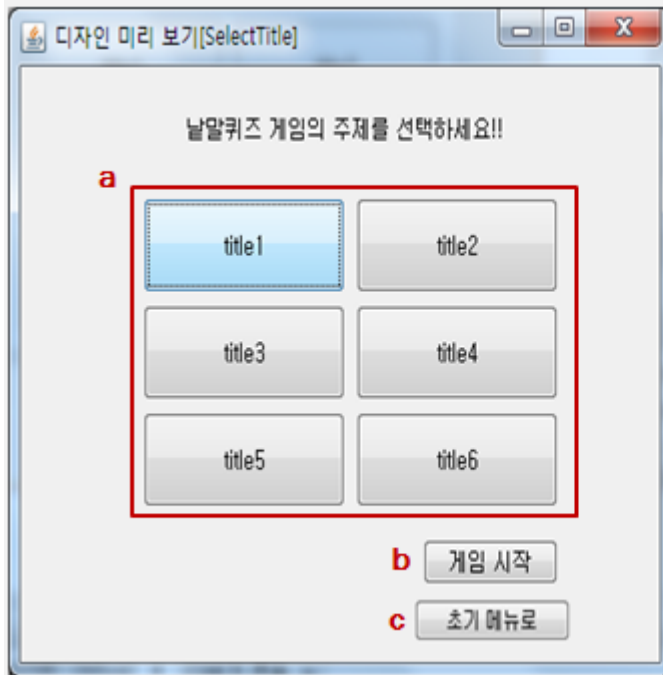 디자인 미리 보기[SelectTitle]
낱말퀴즈 게임의 주제를 선택하세요!!
a
title1 title2
title3 title4
title5 title6
b 게임 시작
c 초기 메뉴로